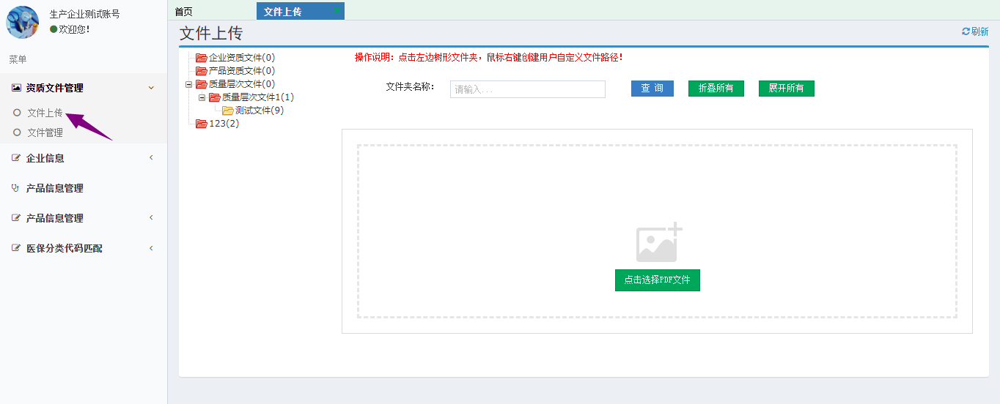 生产企业测试账号
欢迎您!
菜单
资质文件管理
文件上传
文件管理
企业信息
产品信息管理
产品信息管理
医保分类代码匹配
首页
文件上传
文件上传
刷新
企业资质文件(0)
产品资质文件(0)
质量层次文件(0)
质量层次文件1(1)
测试文件(9)
123(2)
操作说明：点击左边树形文件夹，鼠标右键创建用户自定义文件路径！
文件夹名称：
请输入...
查 询
折叠所有
展开所有
点击选择PDF文件